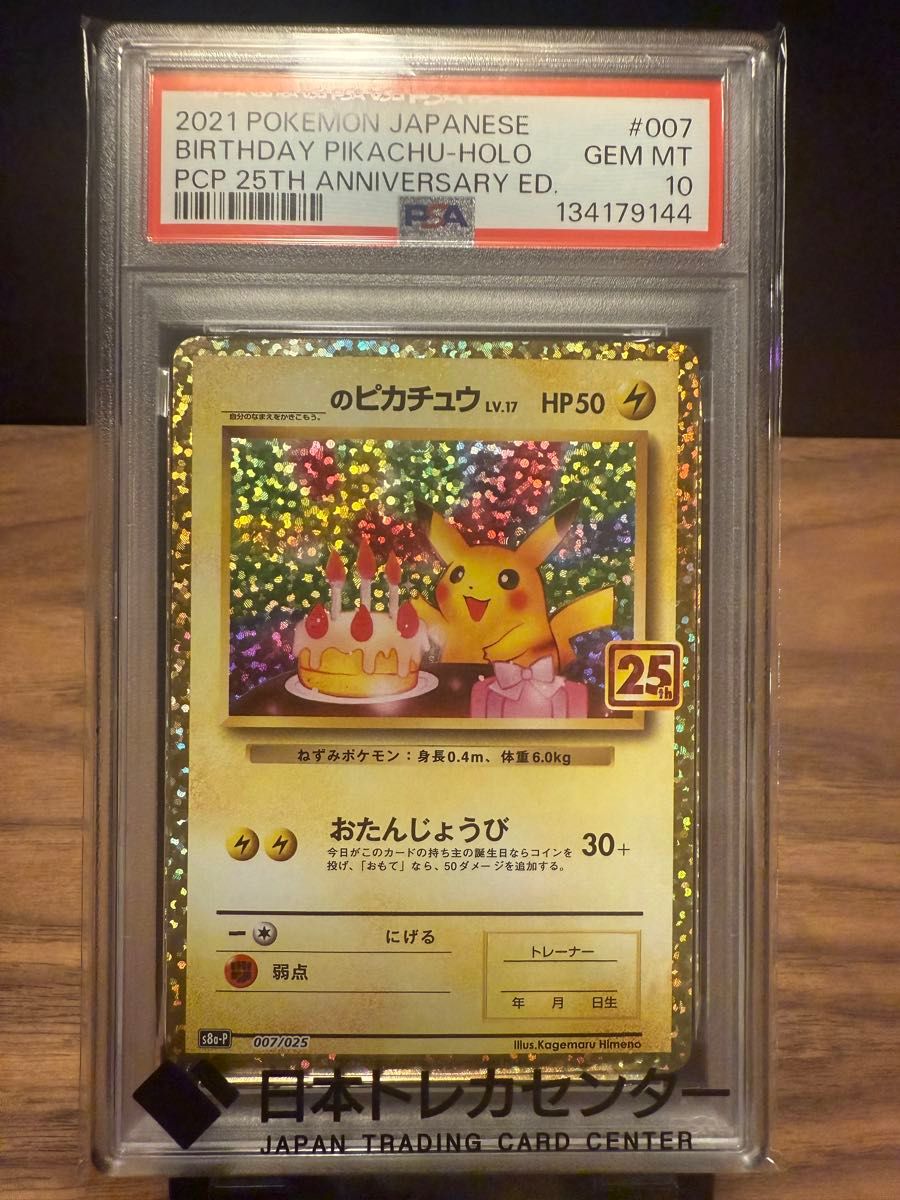 2021 POKEMON JAPANESE #007
BIRTHDAY PIKACHU-HOLO GEM MT
PCP 25TH ANNIVERSARY ED. 10
PSA 134179144
のピカチュウ LV.17 HP50
自分のなまえをかきこもう。
25th
ねずみポケモン：身長0.4m、体重6.0kg
おたんじょうび 30+
今日がこのカードの持ち主の誕生日ならコインを
投げ、「おもて」なら、50ダメージを追加する。
にげる
弱点
トレーナー
年 月 日生
s8a-P 007/025 Illus.Kagemaru Himeno
日本トレカセンター
JAPAN TRADING CARD CENTER